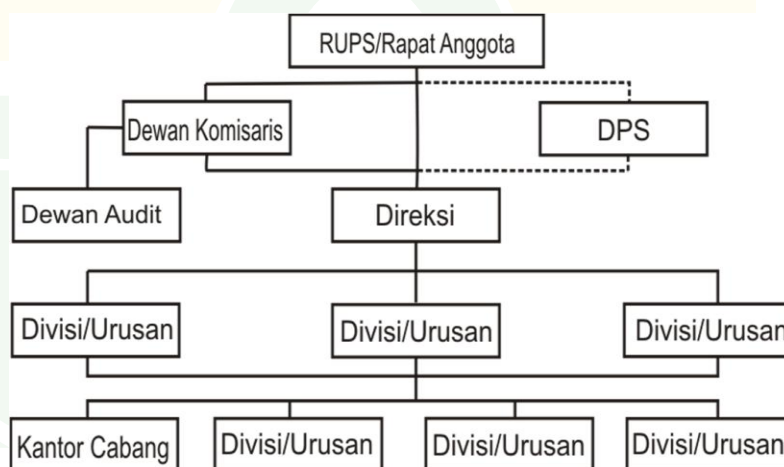 RUPS/Rapat Anggota
Dewan Komisaris
DPS
Dewan Audit
Direksi
Divisi/Urusan
Divisi/Urusan
Divisi/Urusan
Kantor Cabang
Divisi/Urusan
Divisi/Urusan
Divisi/Urusan